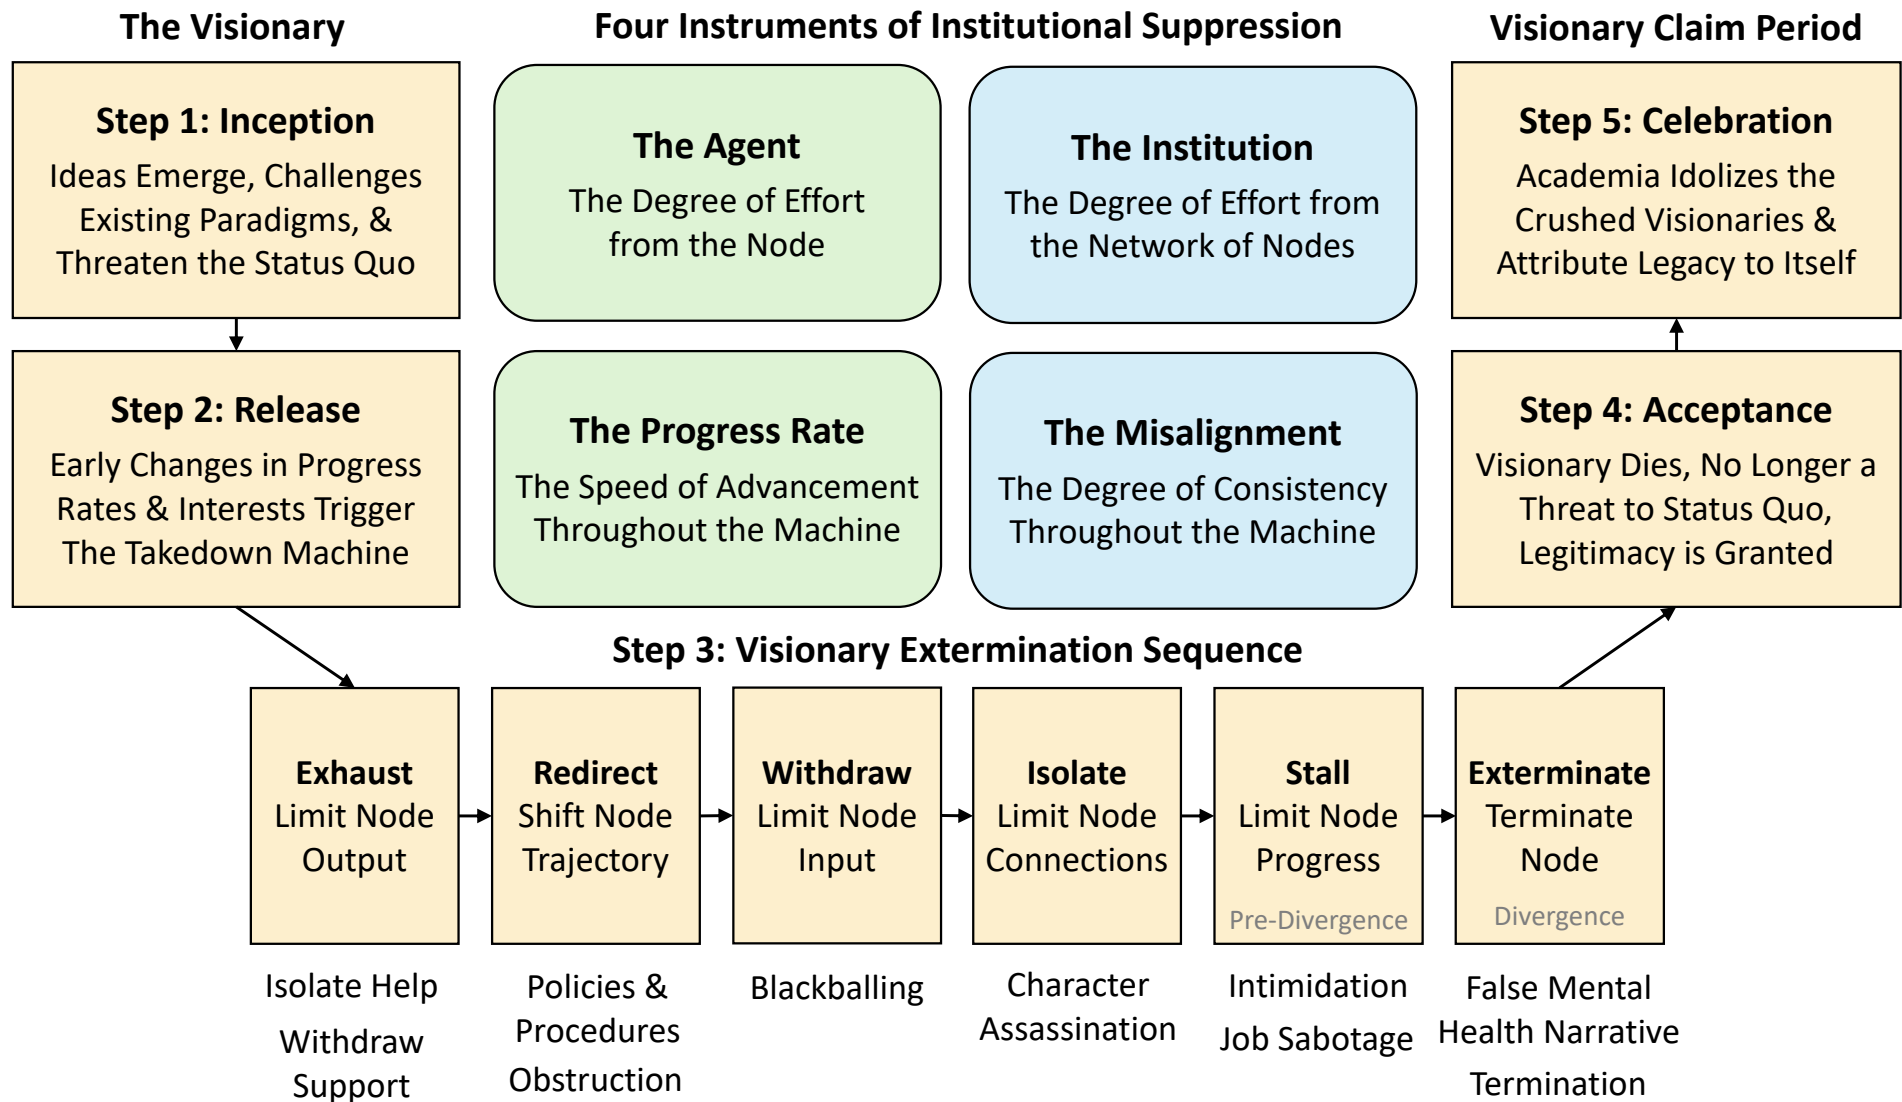 The Visionary
Step 1: Inception
Ideas Emerge, Challenges
Existing Paradigms, &
Threaten the Status Quo
Step 2: Release
Early Changes in Progress
Rates & Interests Trigger
The Takedown Machine
Four Instruments of Institutional Suppression
The Agent
The Degree of Effort
from the Node
The Institution
The Degree of Effort from
the Network of Nodes
The Progress Rate
The Speed of Advancement
Throughout the Machine
The Misalignment
The Degree of Consistency
Throughout the Machine
Visionary Claim Period
Step 5: Celebration
Academia Idolizes the
Crushed Visionaries &
Attribute Legacy to Itself
Step 4: Acceptance
Visionary Dies, No Longer a
Threat to Status Quo,
Legitimacy is Granted
Step 3: Visionary Extermination Sequence
Exhaust
Limit Node
Output
Isolate Help
Withdraw
Support
Redirect
Shift Node
Trajectory
Policies &
Procedures
Obstruction
Withdraw
Limit Node
Input
Blackballing
Isolate
Limit Node
Connections
Character
Assassination
Stall
Limit Node
Progress
Pre-Divergence
Intimidation
Job Sabotage
Exterminate
Terminate
Node
Divergence
False Mental
Health Narrative
Termination